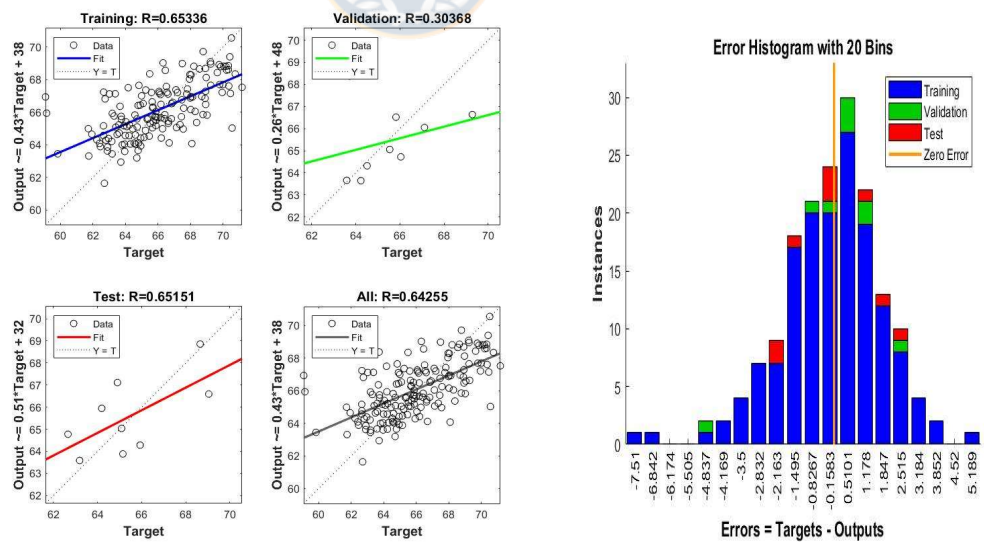 Training: R=0.65336
Output ~= 0.43*Target + 38
Data
Fit
Y = T
70
68
66
64
62
60
60 62 64 66 68 70
Target
Validation: R=0.30368
Output ~= 0.26*Target + 48
Data
Fit
Y = T
70
69
68
67
66
65
64
63
62
62 64 66 68 70
Target
Test: R=0.65151
Output ~= 0.51*Target + 32
Data
Fit
Y = T
70
69
68
67
66
65
64
63
62
62 64 66 68 70
Target
All: R=0.64255
Output ~= 0.43*Target + 38
Data
Fit
Y = T
70
68
66
64
62
60
60 62 64 66 68 70
Target
Error Histogram with 20 Bins
Training
Validation
Test
Zero Error
Instances
30
25
20
15
10
5
0
-7.51
-6.842
-6.174
-5.505
-4.837
-4.169
-3.5
-2.832
-2.163
-1.495
-0.8267
-0.1583
0.5101
1.178
1.847
2.515
3.184
3.852
4.52
5.189
Errors = Targets - Outputs